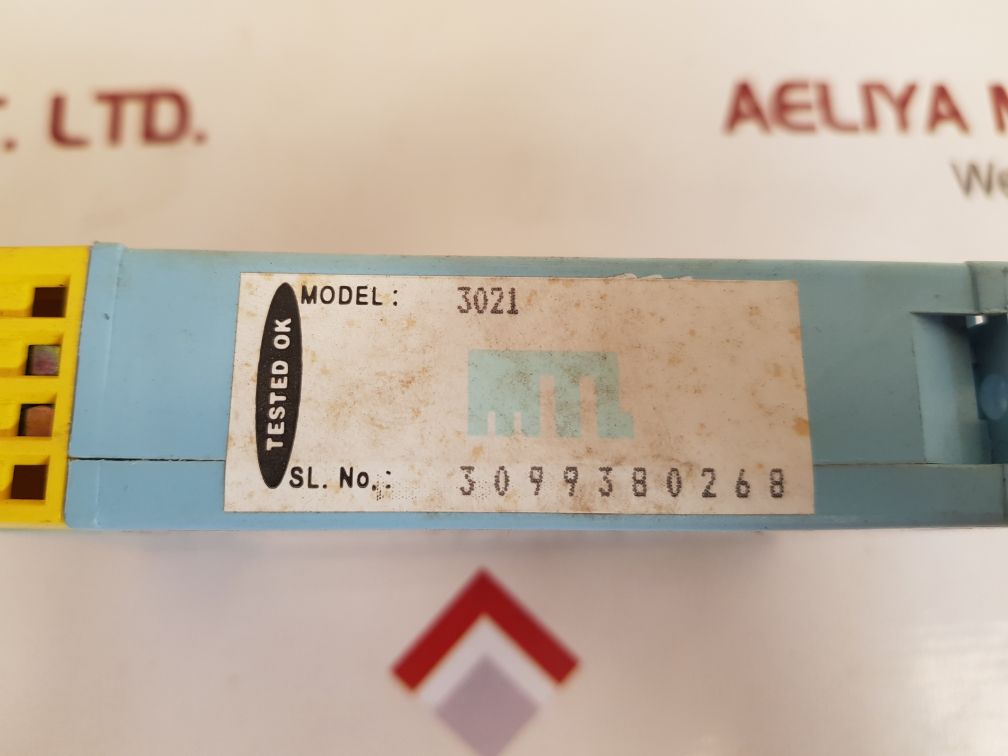 . LTD.
AELIYA
We
TESTED OK
MODEL: 3021
MTL
SL. No.: 3099380268